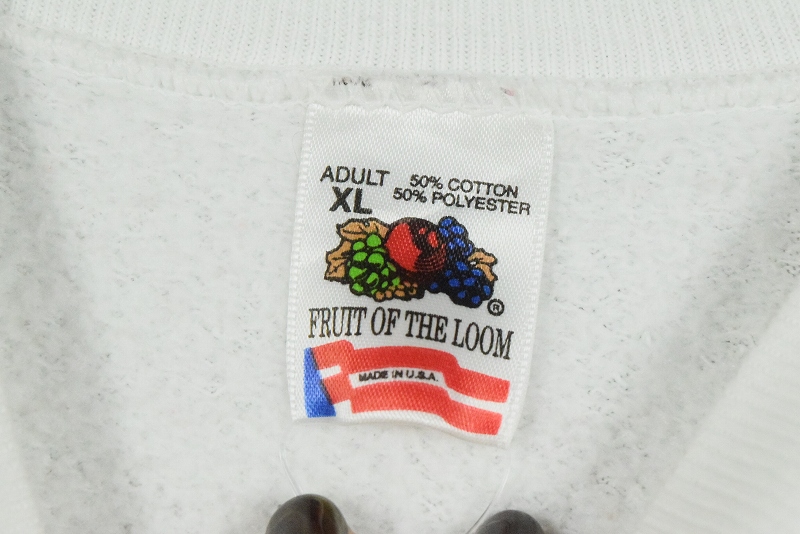 ADULT
XL
50% COTTON
50% POLYESTER
®
FRUIT OF THE LOOM
MADE IN U.S.A.